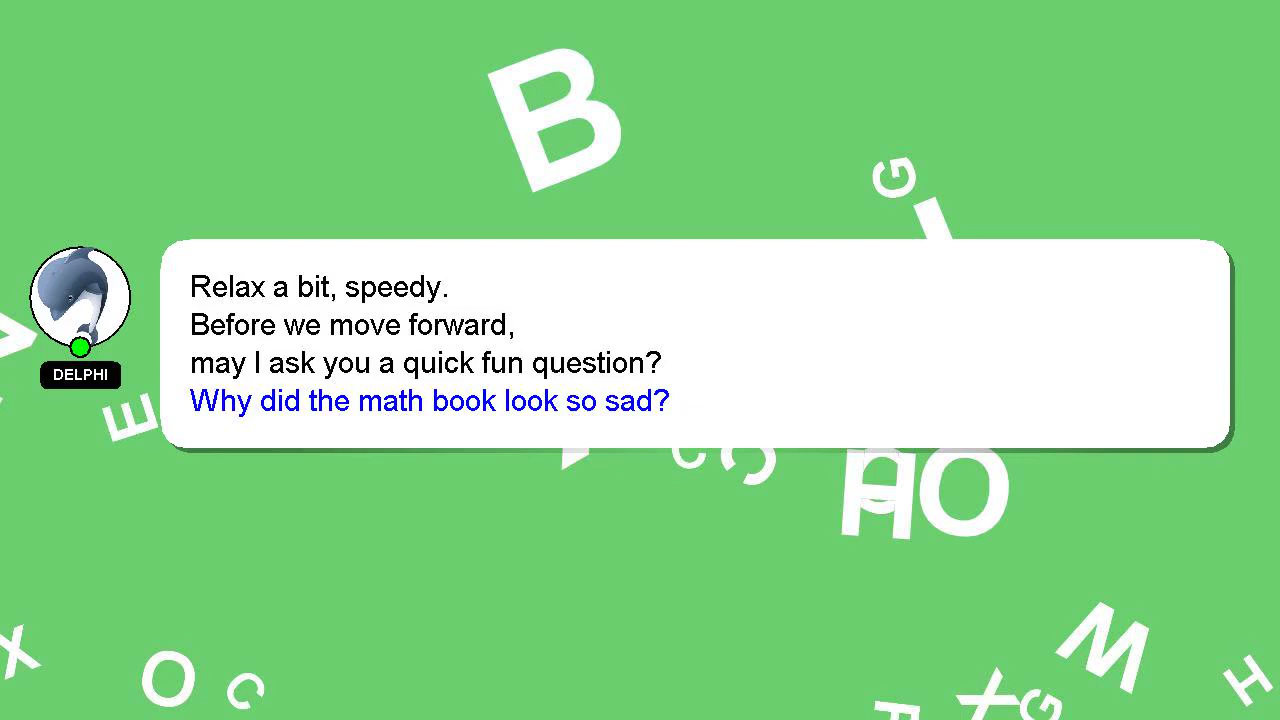 B
G
DELPHI
Relax a bit, speedy.
Before we move forward,
may I ask you a quick fun question?
Why did the math book look so sad?
E
C
C
H
O
X
O
C
M
H
X
G